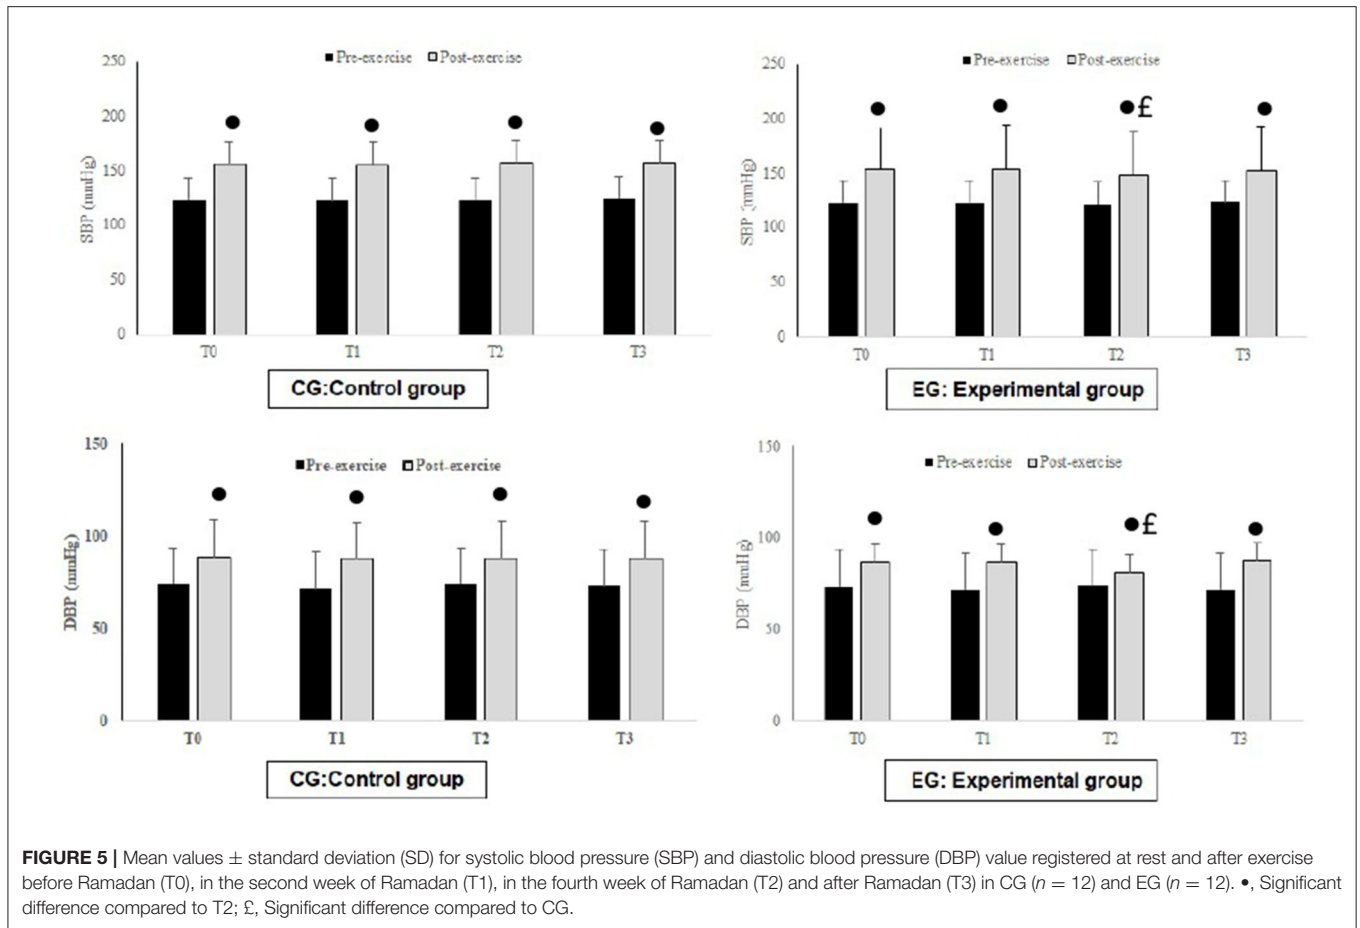 ■Pre-exercise □Post-exercise
250
200
150
100
50
0
SBP (mmHg)
T0 T1 T2 T3
CG:Control group
■Pre-exercise □Post-exercise
250
200
150
100
50
0
SBP (mmHg)
●£
T0 T1 T2 T3
EG: Experimental group
■Pre-exercise □Post-exercise
150
100
50
0
DBP (mmHg)
T0 T1 T2 T3
CG:Control group
■Pre-exercise □Post-exercise
150
100
50
0
DBP (mmHg)
●£
T0 T1 T2 T3
EG: Experimental group
FIGURE 5 | Mean values ± standard deviation (SD) for systolic blood pressure (SBP) and diastolic blood pressure (DBP) value registered at rest and after exercise
before Ramadan (T0), in the second week of Ramadan (T1), in the fourth week of Ramadan (T2) and after Ramadan (T3) in CG (n = 12) and EG (n = 12). •, Significant
difference compared to T2; £, Significant difference compared to CG.